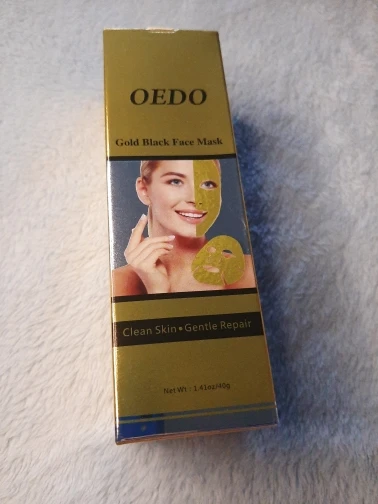 OEDO
Gold Black Face Mask
Clean Skin•Gentle Repair
Net Wt : 1.41oz/40g